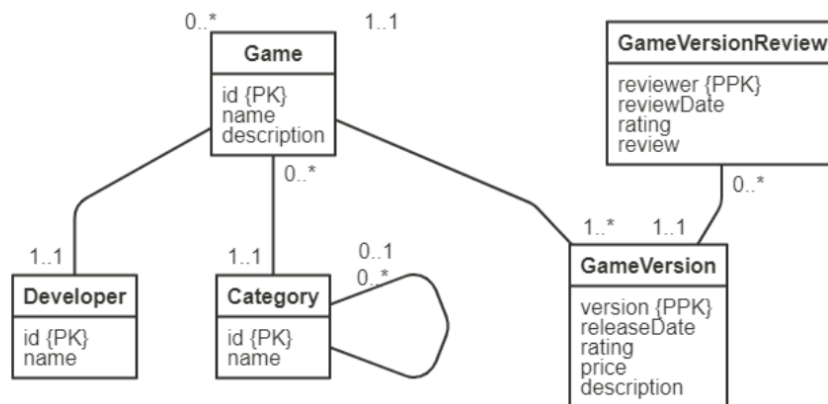 0..*
1..1
Game
id {PK}
name
description
0..*
GameVersionReview
reviewer {PPK}
reviewDate
rating
review
0..*
1..1
1..1
0..1
0..*
1..*
1..1
Developer
id {PK}
name
Category
id {PK}
name
GameVersion
version {PPK}
releaseDate
rating
price
description